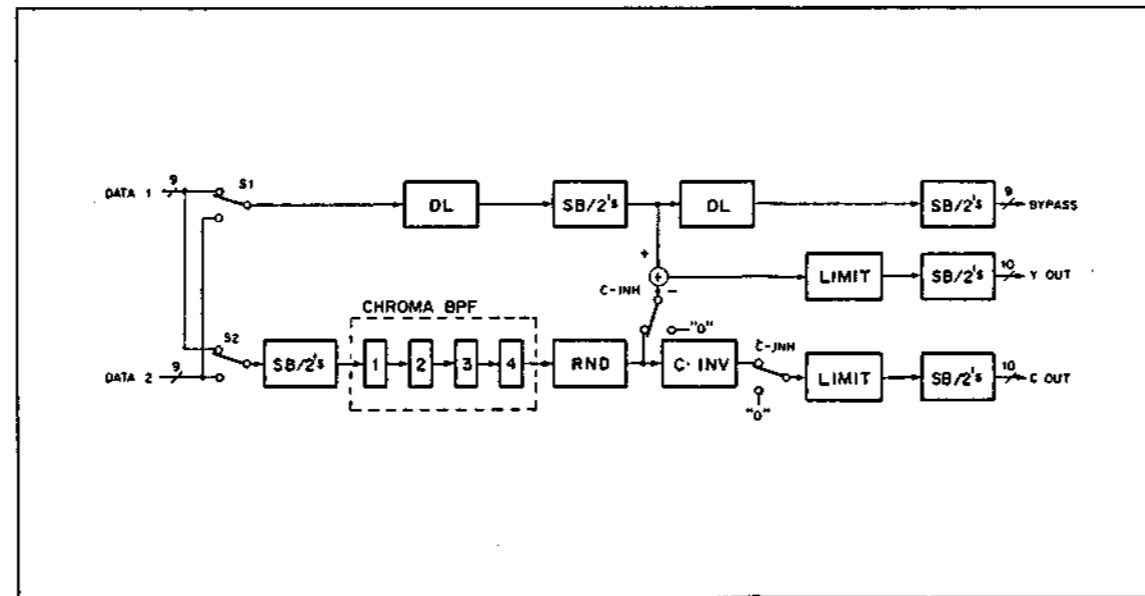 DATA 1
9
S1
DL
SB/2's
DL
SB/2's
9
BYPASS
+
-
C-INH
LIMIT
SB/2's
10
Y OUT
CHROMA BPF
S2
DATA 2
9
SB/2's
1
2
3
4
RND
"0"
C· INV
C-INH
"0"
LIMIT
SB/2's
10
C OUT